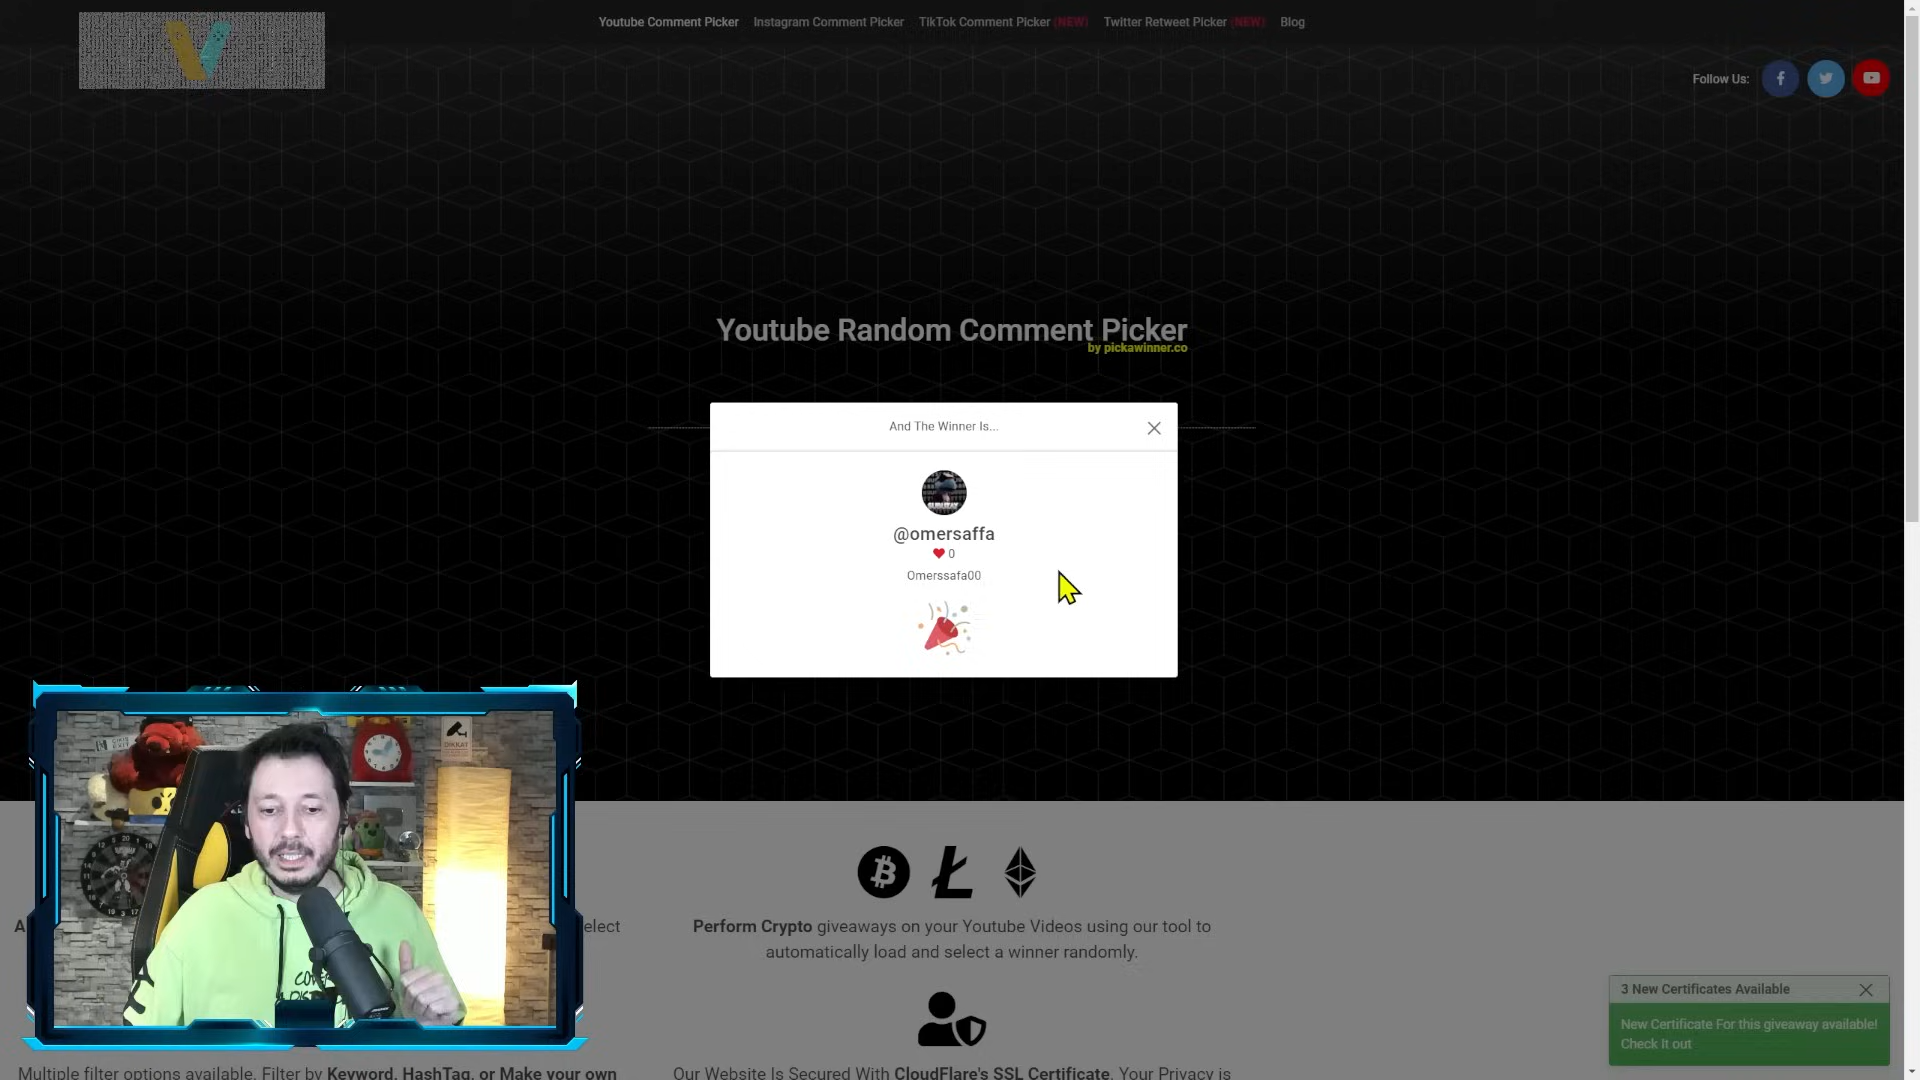 Youtube Comment Picker Instagram Comment Picker TikTok Comment Picker (NEW) Twitter Retweet Picker (NEW) Blog
Follow Us:
Youtube Random Comment Picker
by pickawinner.co
And The Winner Is...
@omersaffa
0
Omerssafa00
DIKKAT
elect
Perform Crypto giveaways on your Youtube Videos using our tool to
automatically load and select a winner randomly.
3 New Certificates Available
New Certificate For this giveaway available!
Check It out
Multiple filter options available. Filter by Keyword, HashTag, or Make your own
Our Website Is Secured With CloudFlare's SSL Certificate. Your Privacy is